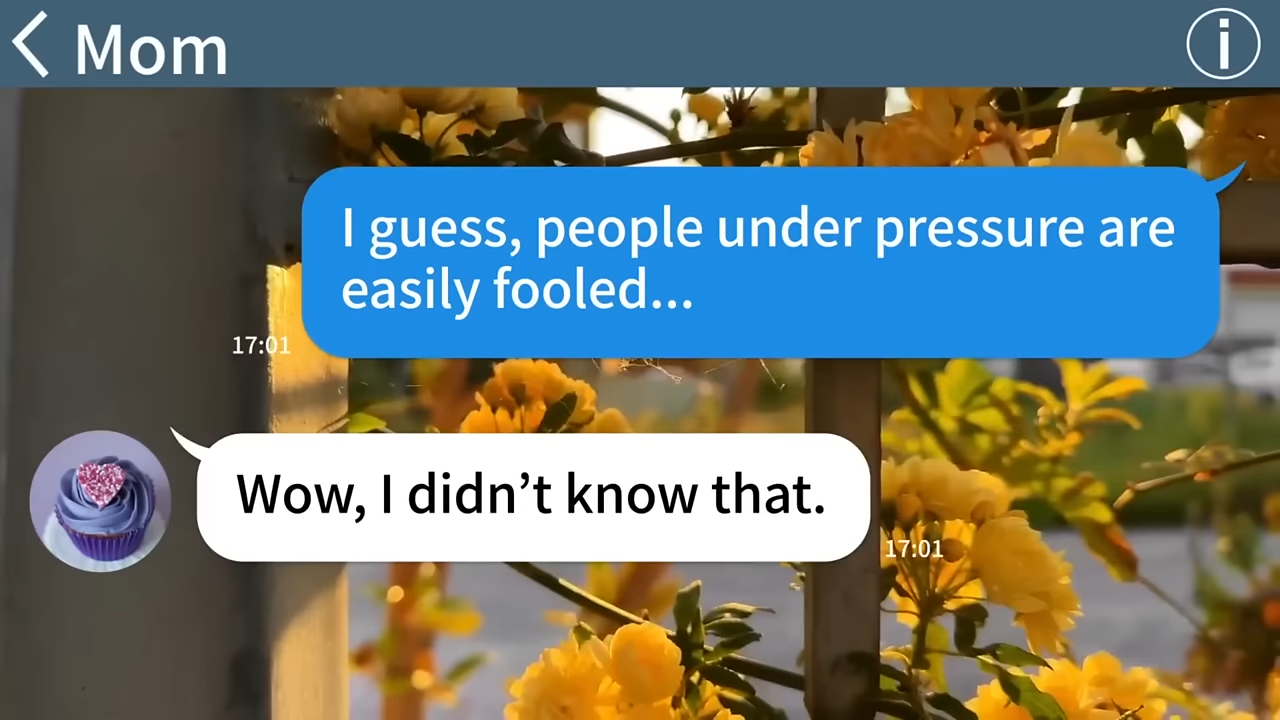 Mom
I guess, people under pressure are
easily fooled...
17:01
Wow, I didn’t know that.
17:01